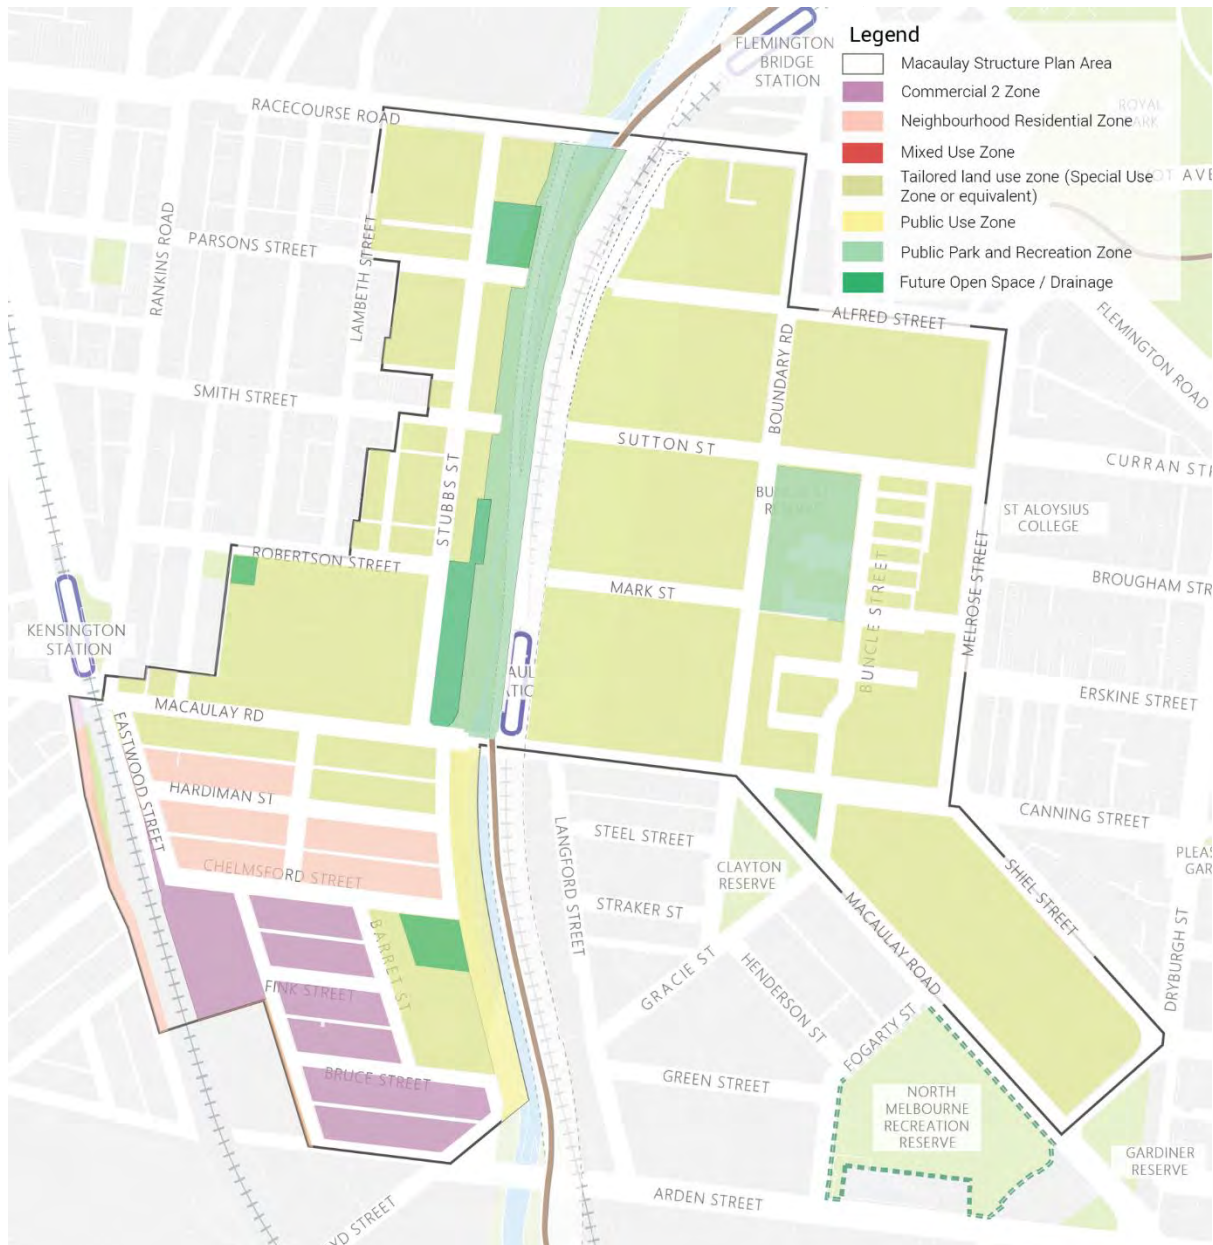 Legend
Macaulay Structure Plan Area
Commercial 2 Zone
Neighbourhood Residential Zone
Mixed Use Zone
Tailored land use zone (Special Use
Zone or equivalent)
Public Use Zone
Public Park and Recreation Zone
Future Open Space / Drainage
FLEMINGTON
BRIDGE
STATION
ROYAL
RACECOURSE ROAD
PARSONS STREET
RANKINS ROAD
LAMBETH STREET
ALFRED STREET
FLEMINGTON ROAD
BOUNDARY RD
SMITH STREET
SUTTON ST
STUBBS ST
ST ALOYSIUS
COLLEGE
ROBERTSON STREET
MARK ST
BUNCLE STREET
MELROSE STREET
KENSINGTON
STATION
ERSKINE STREET
MACAULAY RD
EASTWOOD STREET
HARDIMAN ST
CANNING STREET
STEEL STREET
LANGFORD STREET
CHELMSFORD STREET
CLAYTON
RESERVE
SHIEL STREET
STRAKER ST
MACAULAY ROAD
BARRET ST
GRACIE ST
HENDERSON ST
DRYBURGH ST
FINK STREET
FOGARTY ST
BRUCE STREET
GREEN STREET
NORTH
MELBOURNE
RECREATION
RESERVE
GARDINER
RESERVE
ARDEN STREET